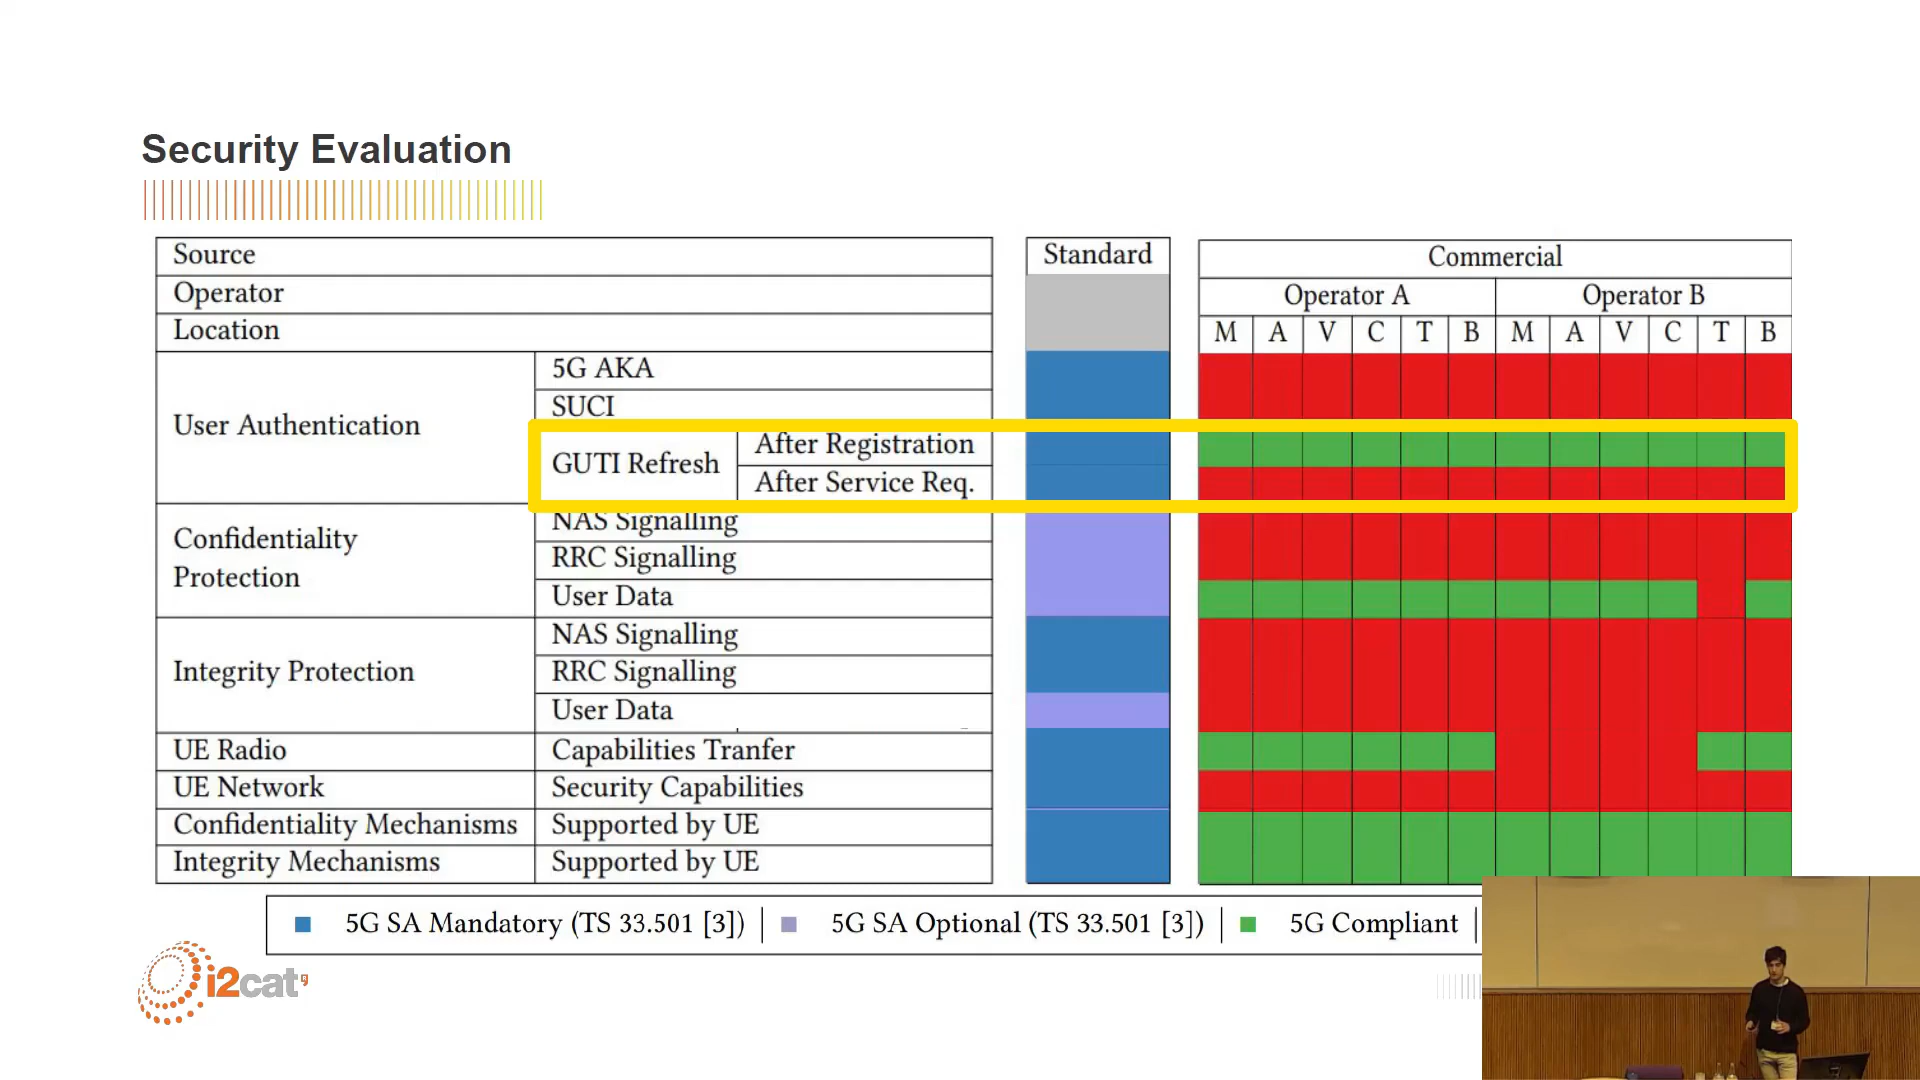 Security Evaluation
Source
Standard
Commercial
Operator
Operator A
Operator B
Location
M A V C T B M A V C T B
User Authentication
5G AKA
SUCI
GUTI Refresh
After Registration
After Service Req.
Confidentiality
Protection
NAS Signalling
RRC Signalling
User Data
Integrity Protection
NAS Signalling
RRC Signalling
User Data
UE Radio
Capabilities Tranfer
UE Network
Security Capabilities
Confidentiality Mechanisms
Supported by UE
Integrity Mechanisms
Supported by UE
5G SA Mandatory (TS 33.501 [3]) | 5G SA Optional (TS 33.501 [3]) | 5G Compliant |
i2cat